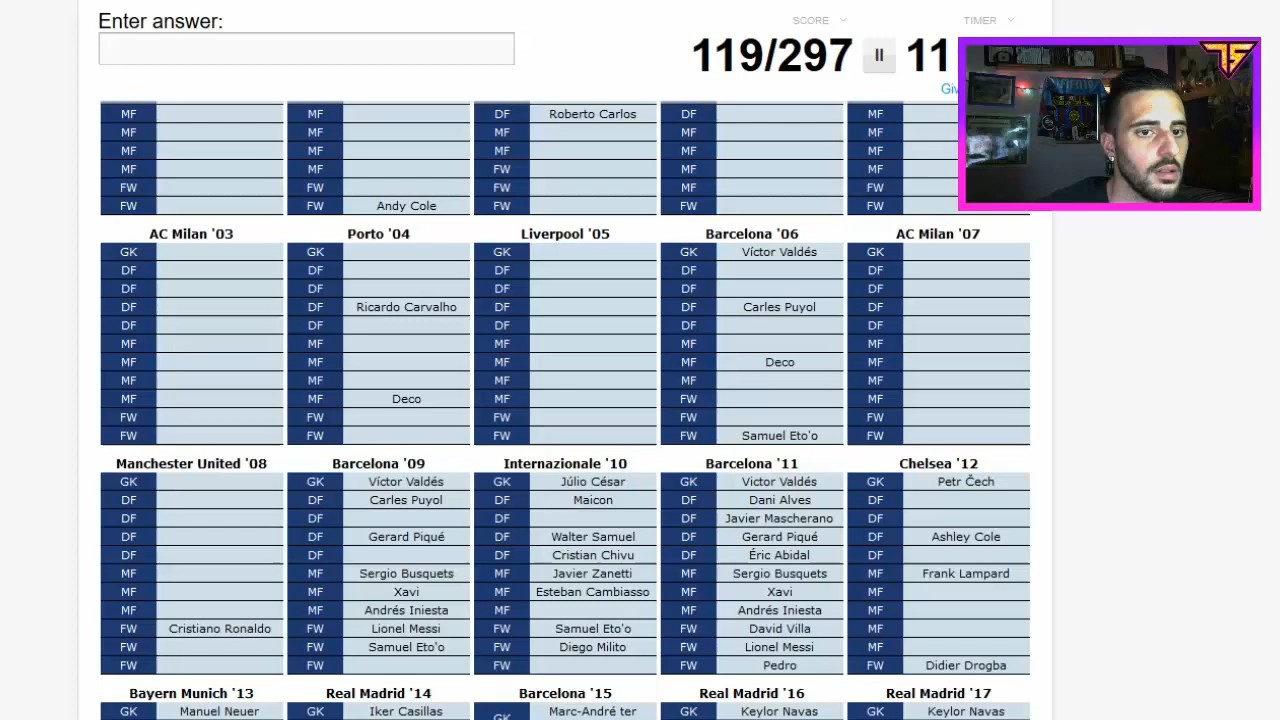 Enter answer:
SCORE
TIMER
119/297
11
Giv
MF MF DF Roberto Carlos DF MF
MF MF MF MF MF
MF MF MF MF MF
MF MF FW MF MF
FW FW FW MF FW
FW FW Andy Cole FW FW FW
AC Milan '03 Porto '04 Liverpool '05 Barcelona '06 AC Milan '07
GK GK GK GK Víctor Valdés GK
DF DF DF DF DF
DF DF DF DF DF
DF DF Ricardo Carvalho DF DF Carles Puyol DF
DF DF DF DF DF
MF MF MF MF MF
MF MF MF MF Deco MF
MF MF MF MF MF
MF MF Deco MF FW MF
FW FW FW FW MF
FW FW FW FW Samuel Eto'o FW
Manchester United '08 Barcelona '09 Internazionale '10 Barcelona '11 Chelsea '12
GK GK Víctor Valdés GK Júlio César GK Victor Valdés GK Petr Čech
DF DF Carles Puyol DF Maicon DF Dani Alves DF
DF DF DF DF Javier Mascherano DF
DF DF Gerard Piqué DF Walter Samuel DF Gerard Piqué DF Ashley Cole
DF DF DF Cristian Chivu DF Éric Abidal DF
MF MF Sergio Busquets MF Javier Zanetti MF Sergio Busquets MF Frank Lampard
MF MF Xavi MF Esteban Cambiasso MF Xavi MF
MF MF Andrés Iniesta MF MF Andrés Iniesta MF
FW Cristiano Ronaldo FW Lionel Messi FW Samuel Eto'o FW David Villa MF
FW FW Samuel Eto'o FW Diego Milito FW Lionel Messi MF
FW FW FW FW Pedro FW Didier Drogba
Bayern Munich '13 Real Madrid '14 Barcelona '15 Real Madrid '16 Real Madrid '17
GK Manuel Neuer GK Iker Casillas GK Marc-André ter GK Keylor Navas GK Keylor Navas